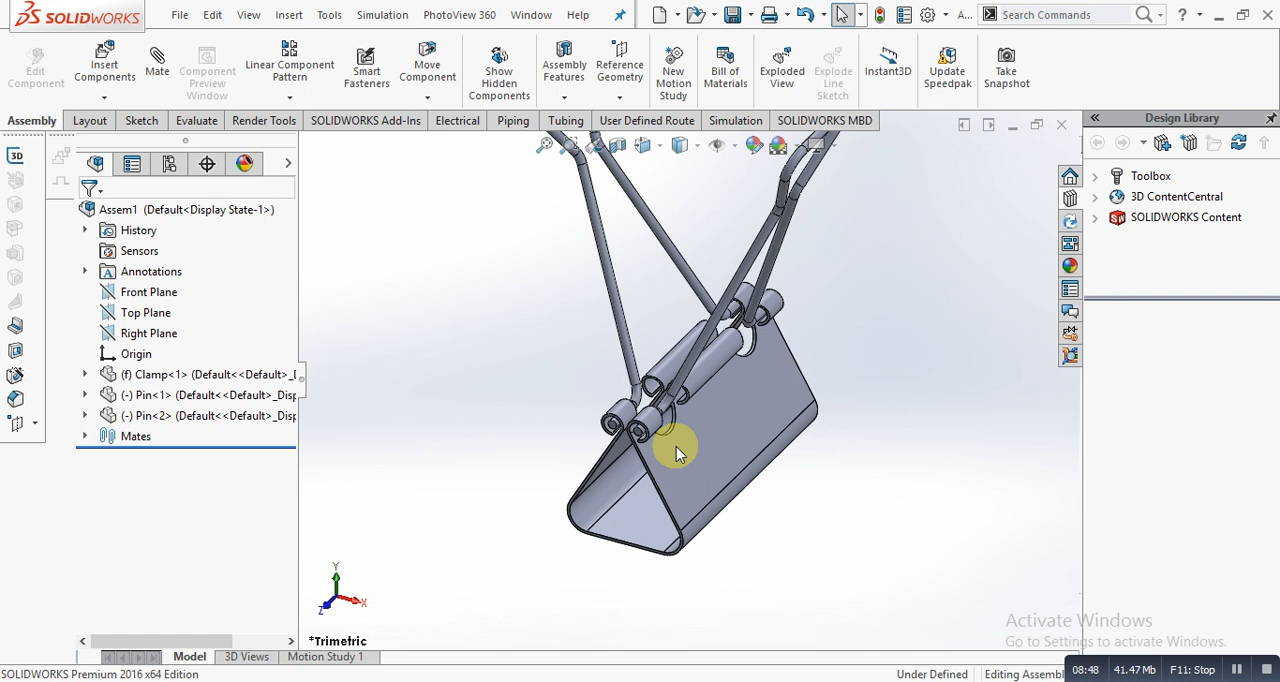 SOLIDWORKS File Edit View Insert Tools Simulation PhotoView 360 Window Help A... Search Commands ?
Edit Component
Insert Components
Mate
Component Preview Window
Linear Component Pattern
Smart Fasteners
Move Component
Show Hidden Components
Assembly Features
Reference Geometry
New Motion Study
Bill of Materials
Exploded View
Explode Line Sketch
Instant3D
Update Speedpak
Take Snapshot
Assembly Layout Sketch Evaluate Render Tools SOLIDWORKS Add-Ins Electrical Piping Tubing User Defined Route Simulation SOLIDWORKS MBD
Design Library
3D
Assem1 (Default<Display State-1>)
History
Sensors
Annotations
Front Plane
Top Plane
Right Plane
Origin
(f) Clamp<1> (Default<<Default>_D
(-) Pin<1> (Default<<Default>_Disp
(-) Pin<2> (Default<<Default>_Disp
Mates
Toolbox
3D ContentCentral
SOLIDWORKS Content
Y
X
Z
*Trimetric
Activate Windows
Go to Settings to activate Windows.
Model 3D Views Motion Study 1
SOLIDWORKS Premium 2016 x64 Edition Under Defined Editing Assembl
08:48 41.47 Mb F11: Stop